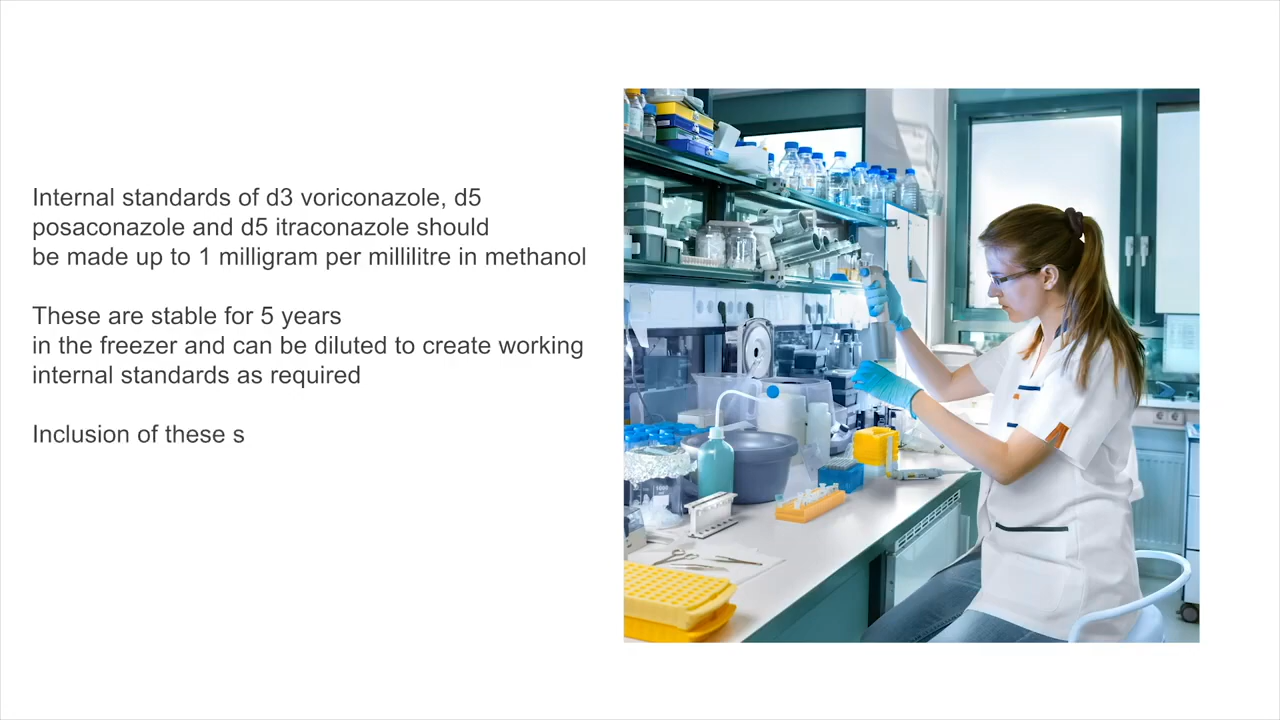 Internal standards of d3 voriconazole, d5
posaconazole and d5 itraconazole should
be made up to 1 milligram per millilitre in methanol
These are stable for 5 years
in the freezer and can be diluted to create working
internal standards as required
Inclusion of these s